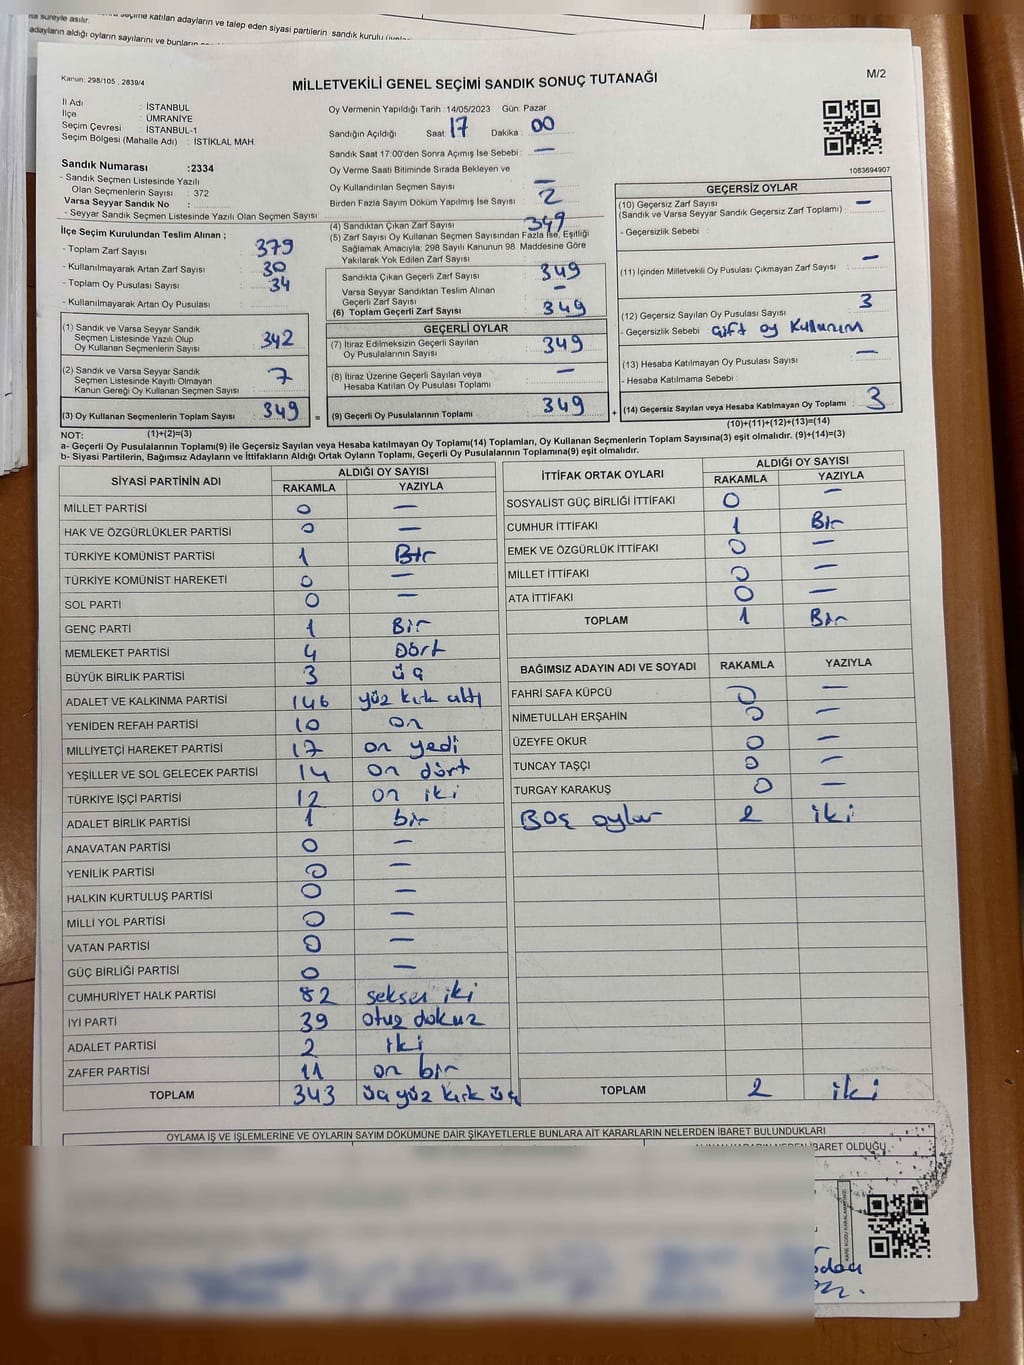 seçime katılan adayların ve talep eden siyasi partilerin sandık kurulu
süreyle asılır.
adayların aldığı oyların sayılarını ve bunların
Kanun: 298/105 , 2839/4
MİLLETVEKİLİ GENEL SEÇİMİ SANDIK SONUÇ TUTANAĞI
M/2
İl Adı : İSTANBUL
İlçe : ÜMRANİYE
Seçim Çevresi : İSTANBUL-1
Seçim Bölgesi (Mahalle Adı) : İSTİKLAL MAH.
Oy Vermenin Yapıldığı Tarih :14/05/2023 Gün: Pazar
Sandığın Açıldığı Saat: 17 Dakika : 00
Sandık Saat 17:00'den Sonra Açımış İse Sebebi : —
Oy Verme Saati Bitiminde Sırada Bekleyen ve
Oy Kullandırılan Seçmen Sayısı —
Birden Fazla Sayım Döküm Yapılmış İse Sayısı 2
1083694907
Sandık Numarası :2334
- Sandık Seçmen Listesinde Yazılı
Olan Seçmenlerin Sayısı : 372
Varsa Seyyar Sandık No :
- Seyyar Sandık Seçmen Listesinde Yazılı Olan Seçmen Sayısı
İlçe Seçim Kurulundan Teslim Alınan ;
- Toplam Zarf Sayısı 379
- Kullanılmayarak Artan Zarf Sayısı 30
- Toplam Oy Pusulası Sayısı 34
- Kullanılmayarak Artan Oy Pusulası
(1) Sandık ve Varsa Seyyar Sandık
Seçmen Listesinde Yazılı Olup
Oy Kullanan Seçmenlerin Sayısı 342
(2) Sandık ve Varsa Seyyar Sandık
Seçmen Listesinde Kayıtlı Olmayan
Kanun Gereği Oy Kullanan Seçmen Sayısı 7
(3) Oy Kullanan Seçmenlerin Toplam Sayısı 349 =
(1)+(2)=(3)
(4) Sandıktan Çıkan Zarf Sayısı 349
(5) Zarf Sayısı Oy Kullanan Seçmen Sayısından Fazla İse, Eşitliği
Sağlamak Amacıyla; 298 Sayılı Kanunun 98. Maddesine Göre
Yakılarak Yok Edilen Zarf Sayısı
Sandıkta Çıkan Geçerli Zarf Sayısı 349
Varsa Seyyar Sandıktan Teslim Alınan
Geçerli Zarf Sayısı —
(6) Toplam Geçerli Zarf Sayısı 349
GEÇERLİ OYLAR
(7) İtiraz Edilmeksizin Geçerli Sayılan
Oy Pusulalarının Sayısı 349
(8) İtiraz Üzerine Geçerli Sayılan veya
Hesaba Katılan Oy Pusulası Toplamı —
(9) Geçerli Oy Pusulalarının Toplamı 349 +
GEÇERSİZ OYLAR
(10) Geçersiz Zarf Sayısı —
(Sandık ve Varsa Seyyar Sandık Geçersiz Zarf Toplamı) :
- Geçersizlik Sebebi :
(11) İçinden Milletvekili Oy Pusulası Çıkmayan Zarf Sayısı —
(12) Geçersiz Sayılan Oy Pusulası Sayısı 3
- Geçersizlik Sebebi Çift oy Kullanım
(13) Hesaba Katılmayan Oy Pusulası Sayısı —
- Hesaba Katılmama Sebebi :
(14) Geçersiz Sayılan veya Hesaba Katılmayan Oy Toplamı 3
(10)+(11)+(12)+(13)=(14)
NOT:
a- Geçerli Oy Pusulalarının Toplamı(9) ile Geçersiz Sayılan veya Hesaba katılmayan Oy Toplamı(14) Toplamları, Oy Kullanan Seçmenlerin Toplam Sayısına(3) eşit olmalıdır. (9)+(14)=(3)
b- Siyasi Partilerin, Bağımsız Adayların ve İttifakların Aldığı Ortak Oyların Toplamı, Geçerli Oy Pusulalarının Toplamına(9) eşit olmalıdır.
SİYASİ PARTİNİN ADI ALDIĞI OY SAYISI
RAKAMLA YAZIYLA
MİLLET PARTİSİ 0 —
HAK VE ÖZGÜRLÜKLER PARTİSİ 0 —
TÜRKİYE KOMÜNİST PARTİSİ 1 Bir
TÜRKİYE KOMÜNİST HAREKETİ 0 —
SOL PARTİ 0 —
GENÇ PARTİ 1 Bir
MEMLEKET PARTİSİ 4 Dört
BÜYÜK BİRLİK PARTİSİ 3 üç
ADALET VE KALKINMA PARTİSİ 146 yüz kırk altı
YENİDEN REFAH PARTİSİ 10 on
MİLLİYETÇİ HAREKET PARTİSİ 17 on yedi
YEŞİLLER VE SOL GELECEK PARTİSİ 14 on dört
TÜRKİYE İŞÇİ PARTİSİ 12 on iki
ADALET BİRLİK PARTİSİ 1 bir
ANAVATAN PARTİSİ 0 —
YENİLİK PARTİSİ 0 —
HALKIN KURTULUŞ PARTİSİ 0 —
MİLLİ YOL PARTİSİ 0 —
VATAN PARTİSİ 0 —
GÜÇ BİRLİĞİ PARTİSİ 0 —
CUMHURİYET HALK PARTİSİ 82 seksen iki
İYİ PARTİ 39 otuz dokuz
ADALET PARTİSİ 2 iki
ZAFER PARTİSİ 11 on bir
TOPLAM 343 üç yüz kırk üç
İTTİFAK ORTAK OYLARI ALDIĞI OY SAYISI
RAKAMLA YAZIYLA
SOSYALİST GÜÇ BİRLİĞİ İTTİFAKI 0 —
CUMHUR İTTİFAKI 1 Bir
EMEK VE ÖZGÜRLÜK İTTİFAKI 0 —
MİLLET İTTİFAKI 0 —
ATA İTTİFAKI 0 —
TOPLAM 1 Bir
BAĞIMSIZ ADAYIN ADI VE SOYADI RAKAMLA YAZIYLA
FAHRİ SAFA KÜPCÜ 0 —
NİMETULLAH ERŞAHİN 0 —
ÜZEYFE OKUR 0 —
TUNCAY TAŞÇI 0 —
TURGAY KARAKUŞ 0 —
Boş oylar 2 iki
TOPLAM 2 iki
OYLAMA İŞ VE İŞLEMLERİNE VE OYLARIN SAYIM DÖKÜMÜNE DAİR ŞİKAYETLERLE BUNLARA AİT KARARLARIN NELERDEN İBARET BULUNDUKLARI
İBARET OLDUĞU